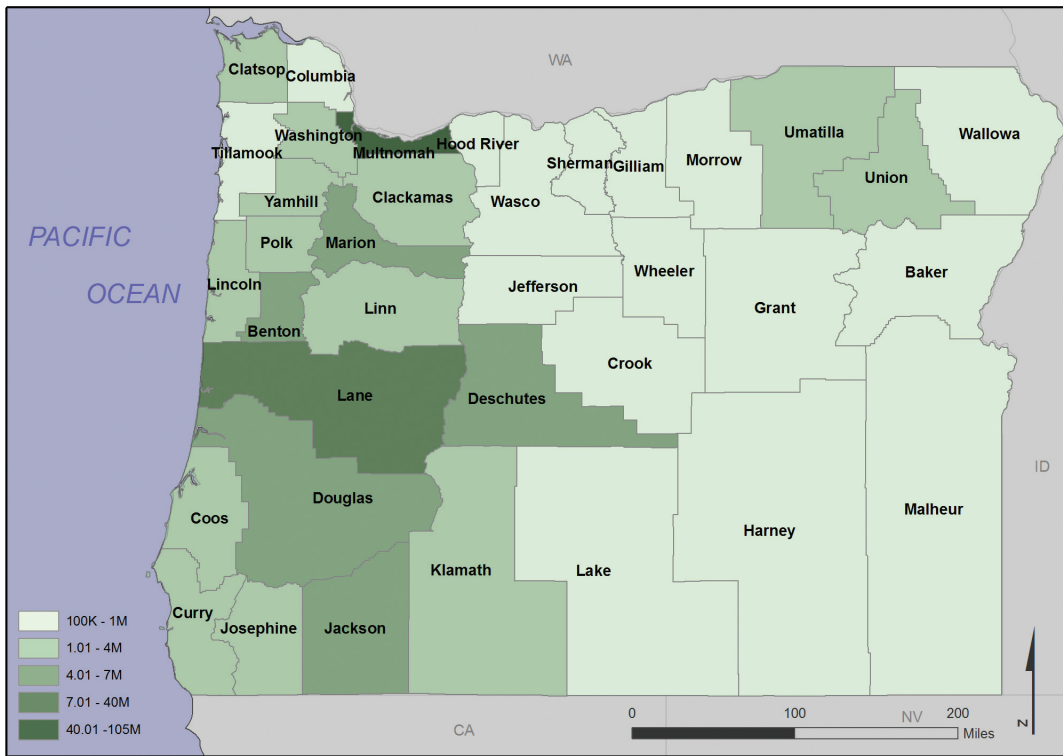 WA
Clatsop
Columbia
Washington
Tillamook
Multnomah
Hood River
Sherman
Gilliam
Morrow
Umatilla
Wallowa
Union
Yamhill
Clackamas
Wasco
PACIFIC
OCEAN
Polk
Marion
Lincoln
Linn
Benton
Jefferson
Wheeler
Grant
Baker
Crook
Lane
Deschutes
Douglas
Coos
Klamath
Lake
Harney
Malheur
ID
Curry
Josephine
Jackson
100K - 1M
1.01 - 4M
4.01 - 7M
7.01 - 40M
40.01 -105M
0 100 200
Miles
N
CA
NV